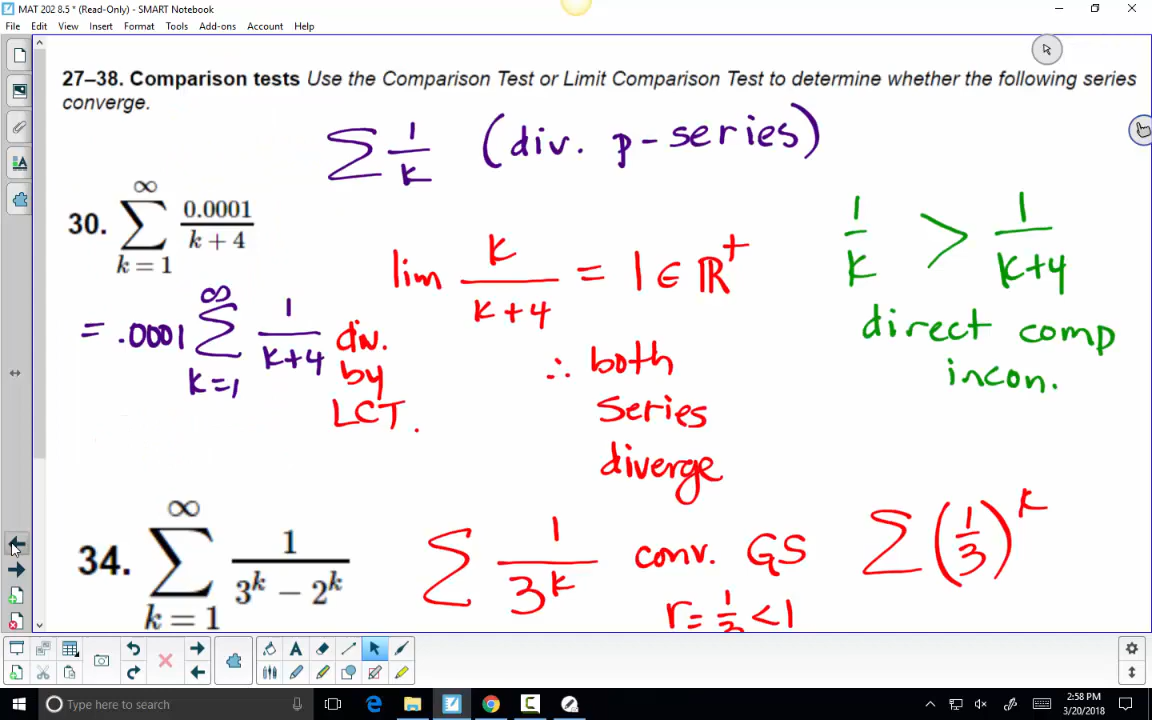 MAT 202 8.5 * (Read-Only) - SMART Notebook
File Edit View Insert Format Tools Add-ons Account Help
27–38. Comparison tests Use the Comparison Test or Limit Comparison Test to determine whether the following series
converge.
∑ 1/k (div. p-series)
30. ∞ ∑ k = 1 0.0001/(k + 4)
lim k/(k+4) = 1 ∈ ℝ⁺
1/k > 1/(k+4)
direct comp
incon.
= .0001 ∞ ∑ k=1 1/(k+4) div.
by
LCT.
∴ both
series
diverge
34. ∞ ∑ k = 1 1/(3^k − 2^k)
∑ 1/3^k conv. GS ∑ (1/3)^k
r = 1/3 < 1
Type here to search
2:58 PM
3/20/2018